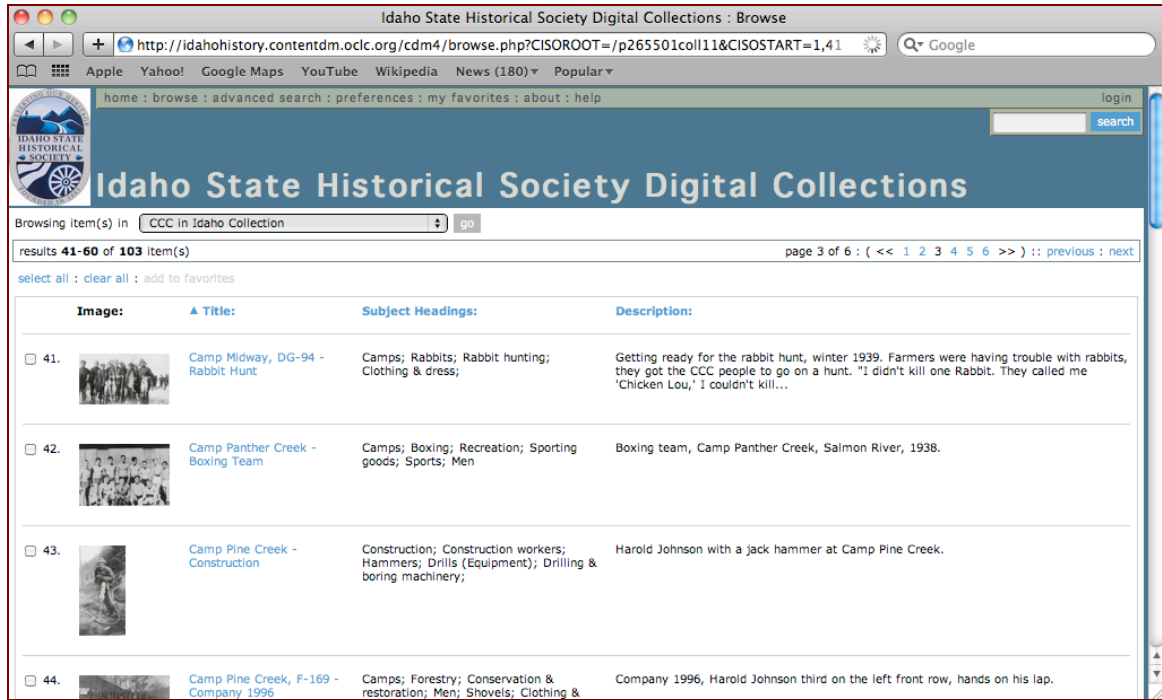 Idaho State Historical Society Digital Collections : Browse
http://idahohistory.contentdm.oclc.org/cdm4/browse.php?CISOROOT=/p265501coll11&CISOSTART=1,41
Google
Apple Yahoo! Google Maps YouTube Wikipedia News (180) Popular
home : browse : advanced search : preferences : my favorites : about : help login
search
PRESERVING OUR HERITAGE
IDAHO STATE
HISTORICAL
SOCIETY
Idaho State Historical Society Digital Collections
Browsing item(s) in CCC in Idaho Collection go
results 41-60 of 103 item(s) page 3 of 6 : ( << 1 2 3 4 5 6 >> ) :: previous : next
select all : clear all : add to favorites
Image: ▲ Title: Subject Headings: Description:
41. Camp Midway, DG-94 - Camps; Rabbits; Rabbit hunting; Getting ready for the rabbit hunt, winter 1939. Farmers were having trouble with rabbits,
Rabbit Hunt Clothing & dress; they got the CCC people to go on a hunt. "I didn't kill one Rabbit. They called me
'Chicken Lou,' I couldn't kill...
42. Camp Panther Creek - Camps; Boxing; Recreation; Sporting Boxing team, Camp Panther Creek, Salmon River, 1938.
Boxing Team goods; Sports; Men
43. Camp Pine Creek - Construction; Construction workers; Harold Johnson with a jack hammer at Camp Pine Creek.
Construction Hammers; Drills (Equipment); Drilling &
boring machinery;
44. Camp Pine Creek, F-169 - Camps; Forestry; Conservation & Company 1996, Harold Johnson third on the left front row, hands on his lap.
Company 1996 restoration; Men; Shovels; Clothing &